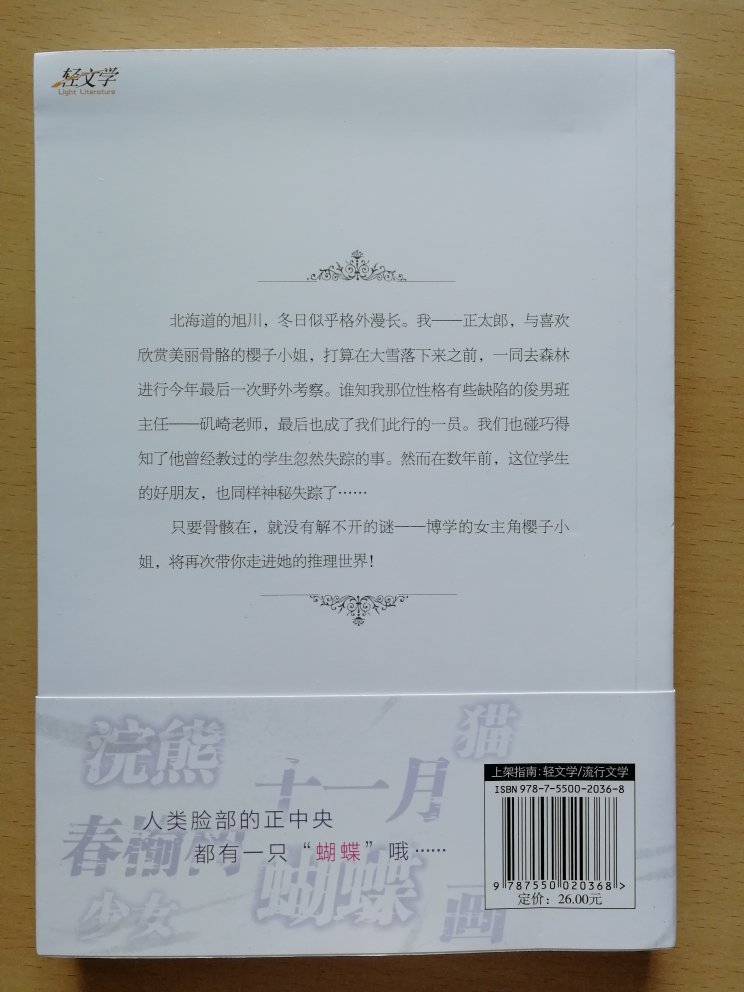 轻文学
Light Literature
北海道的旭川，冬日似乎格外漫长。我——正太郎，与喜欢
欣赏美丽骨骼的樱子小姐，打算在大雪落下来之前，一同去森林
进行今年最后一次野外考察。谁知我那位性格有些缺陷的俊男班
主任——矶崎老师，最后也成了我们此行的一员。我们也碰巧得
知了他曾经教过的学生忽然失踪的事。然而在数年前，这位学生
的好朋友，也同样神秘失踪了……
只要骨骸在，就没有解不开的谜——博学的女主角樱子小
姐，将再次带你走进她的推理世界！
浣熊
猫
十一月
春榆的
蝴蝶
少女
画
人类脸部的正中央
都有一只“蝴蝶”哦……
上架指南：轻文学/流行文学
ISBN 978-7-5500-2036-8
9 787550 020368 >
定价：26.00元